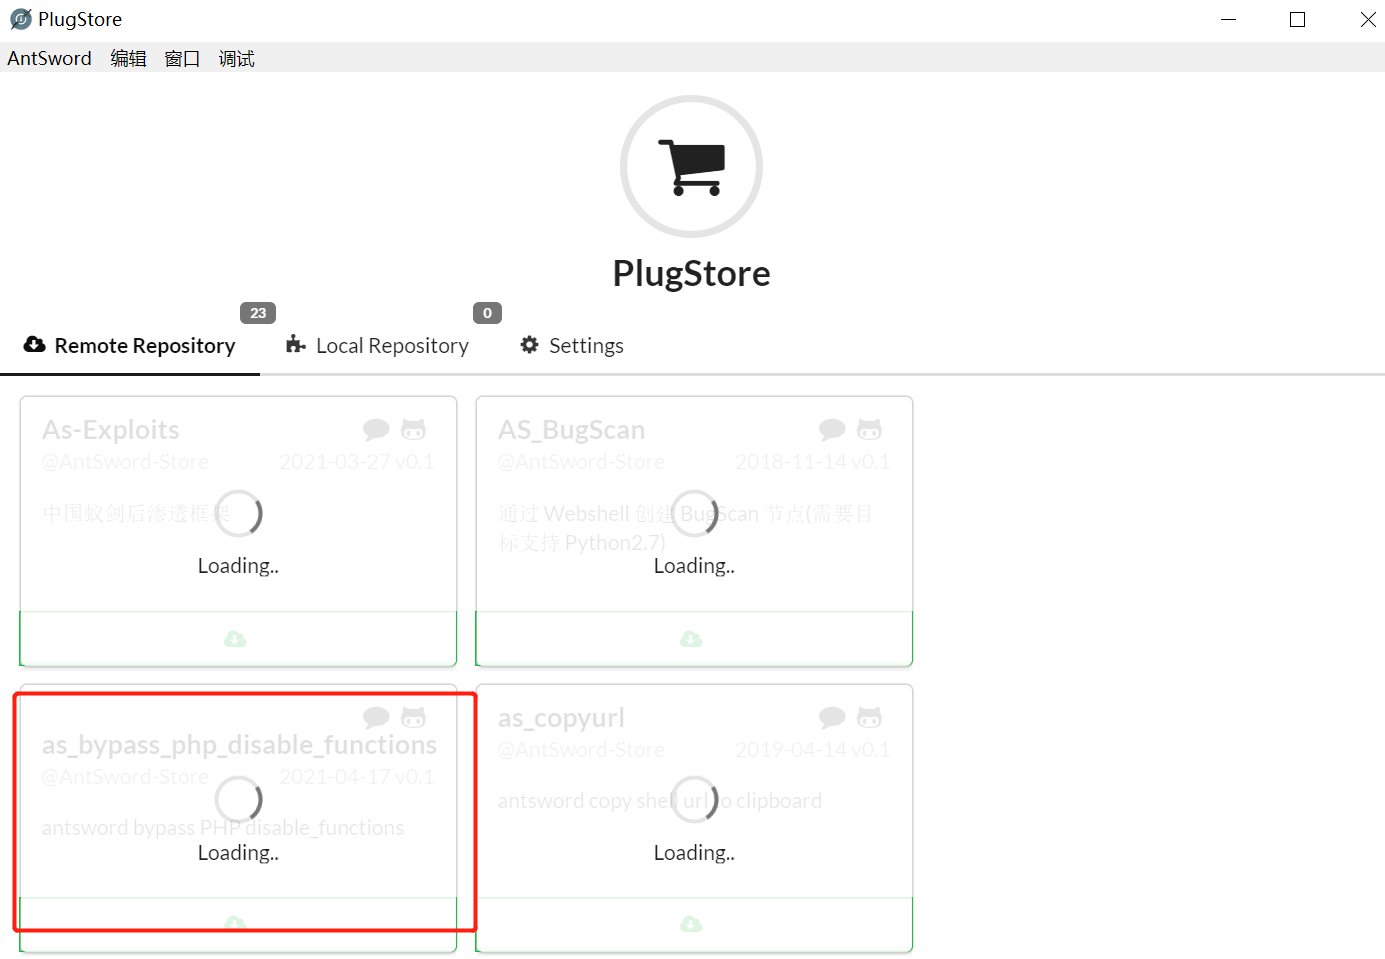 PlugStore
AntSword 编辑 窗口 调试
PlugStore
23
0
Remote Repository
Local Repository
Settings
As-Exploits
@AntSword-Store 2021-03-27 v0.1
中国蚁剑后渗透框架
Loading..
AS_BugScan
@AntSword-Store 2018-11-14 v0.1
通过 Webshell 创建 BugScan 节点(需要目
标支持 Python2.7)
Loading..
as_bypass_php_disable_functions
@AntSword-Store 2021-04-17 v0.1
antsword bypass PHP disable_functions
Loading..
as_copyurl
@AntSword-Store 2019-04-14 v0.1
antsword copy shell url to clipboard
Loading..